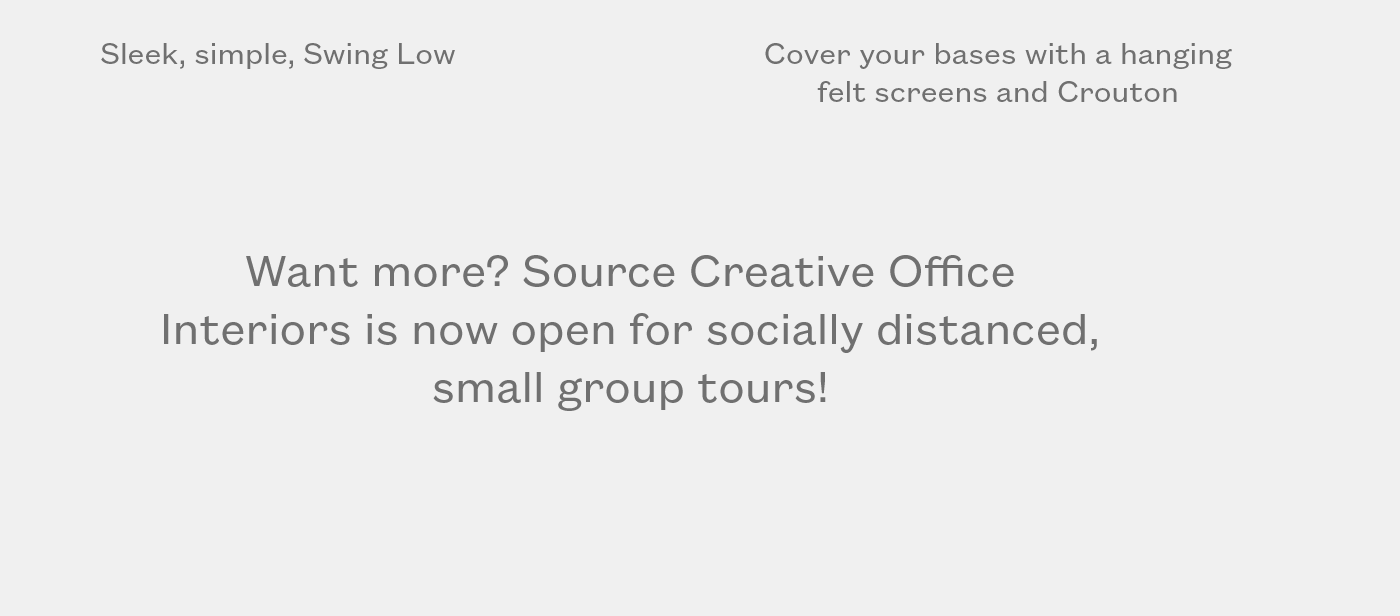 Sleek, simple, Swing Low
Cover your bases with a hanging
felt screens and Crouton
Want more? Source Creative Office
Interiors is now open for socially distanced,
small group tours!